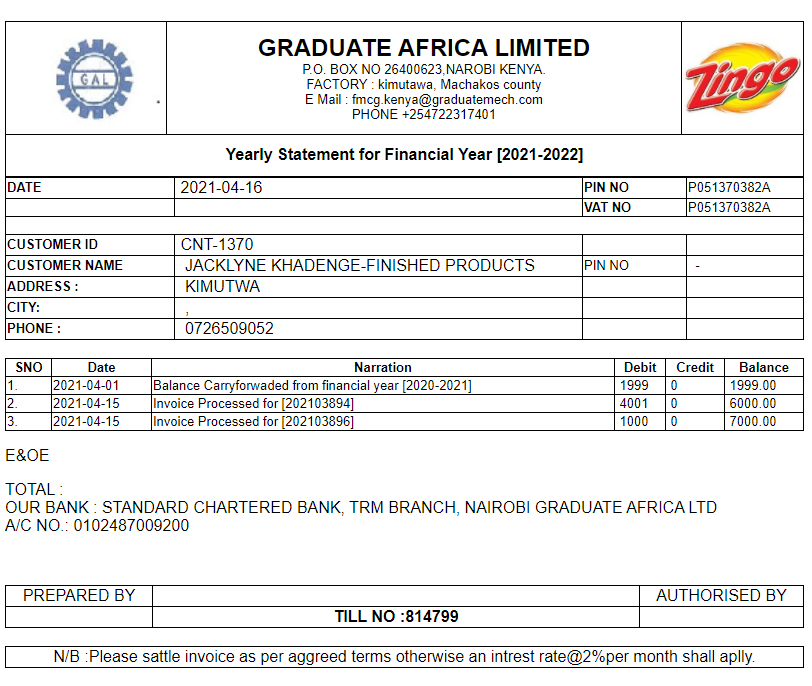 GAL
GRADUATE AFRICA LIMITED
P.O. BOX NO 26400623,NAROBI KENYA.
FACTORY : kimutawa, Machakos county
E Mail : fmcg.kenya@graduatemech.com
PHONE +254722317401
Zingo
Yearly Statement for Financial Year [2021-2022]
DATE 2021-04-16 PIN NO P051370382A
VAT NO P051370382A
CUSTOMER ID CNT-1370
CUSTOMER NAME JACKLYNE KHADENGE-FINISHED PRODUCTS PIN NO -
ADDRESS : KIMUTWA
CITY: ,
PHONE : 0726509052
SNO Date Narration Debit Credit Balance
1. 2021-04-01 Balance Carryforwaded from financial year [2020-2021] 1999 0 1999.00
2. 2021-04-15 Invoice Processed for [202103894] 4001 0 6000.00
3. 2021-04-15 Invoice Processed for [202103896] 1000 0 7000.00
E&OE
TOTAL :
OUR BANK : STANDARD CHARTERED BANK, TRM BRANCH, NAIROBI GRADUATE AFRICA LTD
A/C NO.: 0102487009200
PREPARED BY AUTHORISED BY
TILL NO :814799
N/B :Please sattle invoice as per aggreed terms otherwise an intrest rate@2%per month shall aplly.